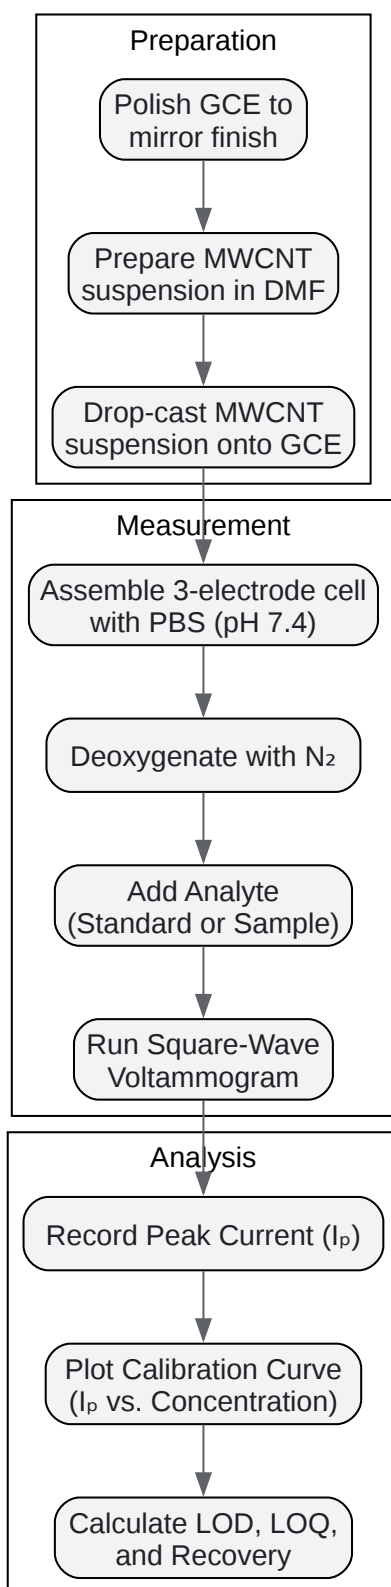 Preparation
Polish GCE to
mirror finish
Prepare MWCNT
suspension in DMF
Drop-cast MWCNT
suspension onto GCE
Measurement
Assemble 3-electrode cell
with PBS (pH 7.4)
Deoxygenate with N₂
Add Analyte
(Standard or Sample)
Run Square-Wave
Voltammogram
Analysis
Record Peak Current (Iₚ)
Plot Calibration Curve
(Iₚ vs. Concentration)
Calculate LOD, LOQ,
and Recovery